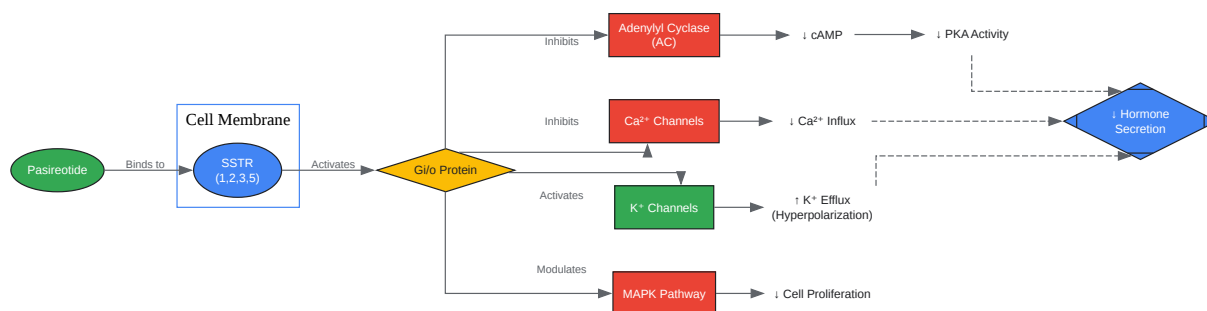 Pasireotide
Binds to
Cell Membrane
SSTR
(1,2,3,5)
Activates
Gi/o Protein
Inhibits
Adenylyl Cyclase
(AC)
↓ cAMP
↓ PKA Activity
Inhibits
Ca²⁺ Channels
↓ Ca²⁺ Influx
↓ Hormone
Secretion
Activates
K⁺ Channels
↑ K⁺ Efflux
(Hyperpolarization)
Modulates
MAPK Pathway
↓ Cell Proliferation